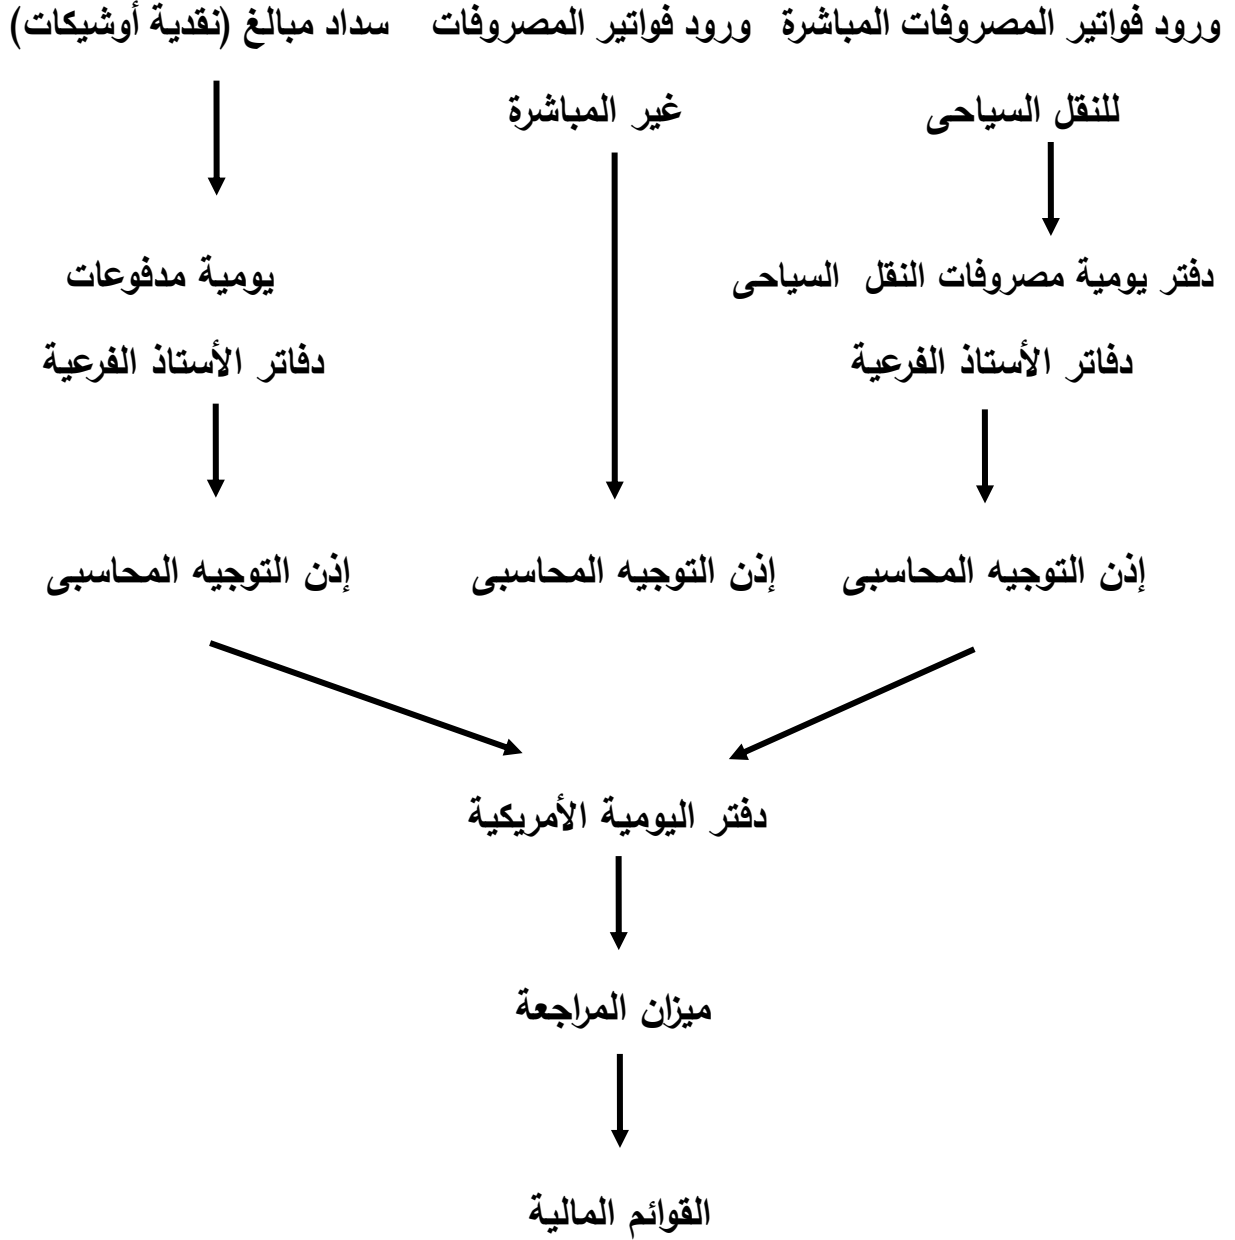 ورود فواتير المصروفات المباشرة
للنقل السياحى
ورود فواتير المصروفات
غير المباشرة
سداد مبالغ (نقدية أوشيكات)
دفتر يومية مصروفات النقل السياحى
دفاتر الأستاذ الفرعية
يومية مدفوعات
دفاتر الأستاذ الفرعية
إذن التوجيه المحاسبى
إذن التوجيه المحاسبى
إذن التوجيه المحاسبى
دفتر اليومية الأمريكية
ميزان المراجعة
القوائم المالية